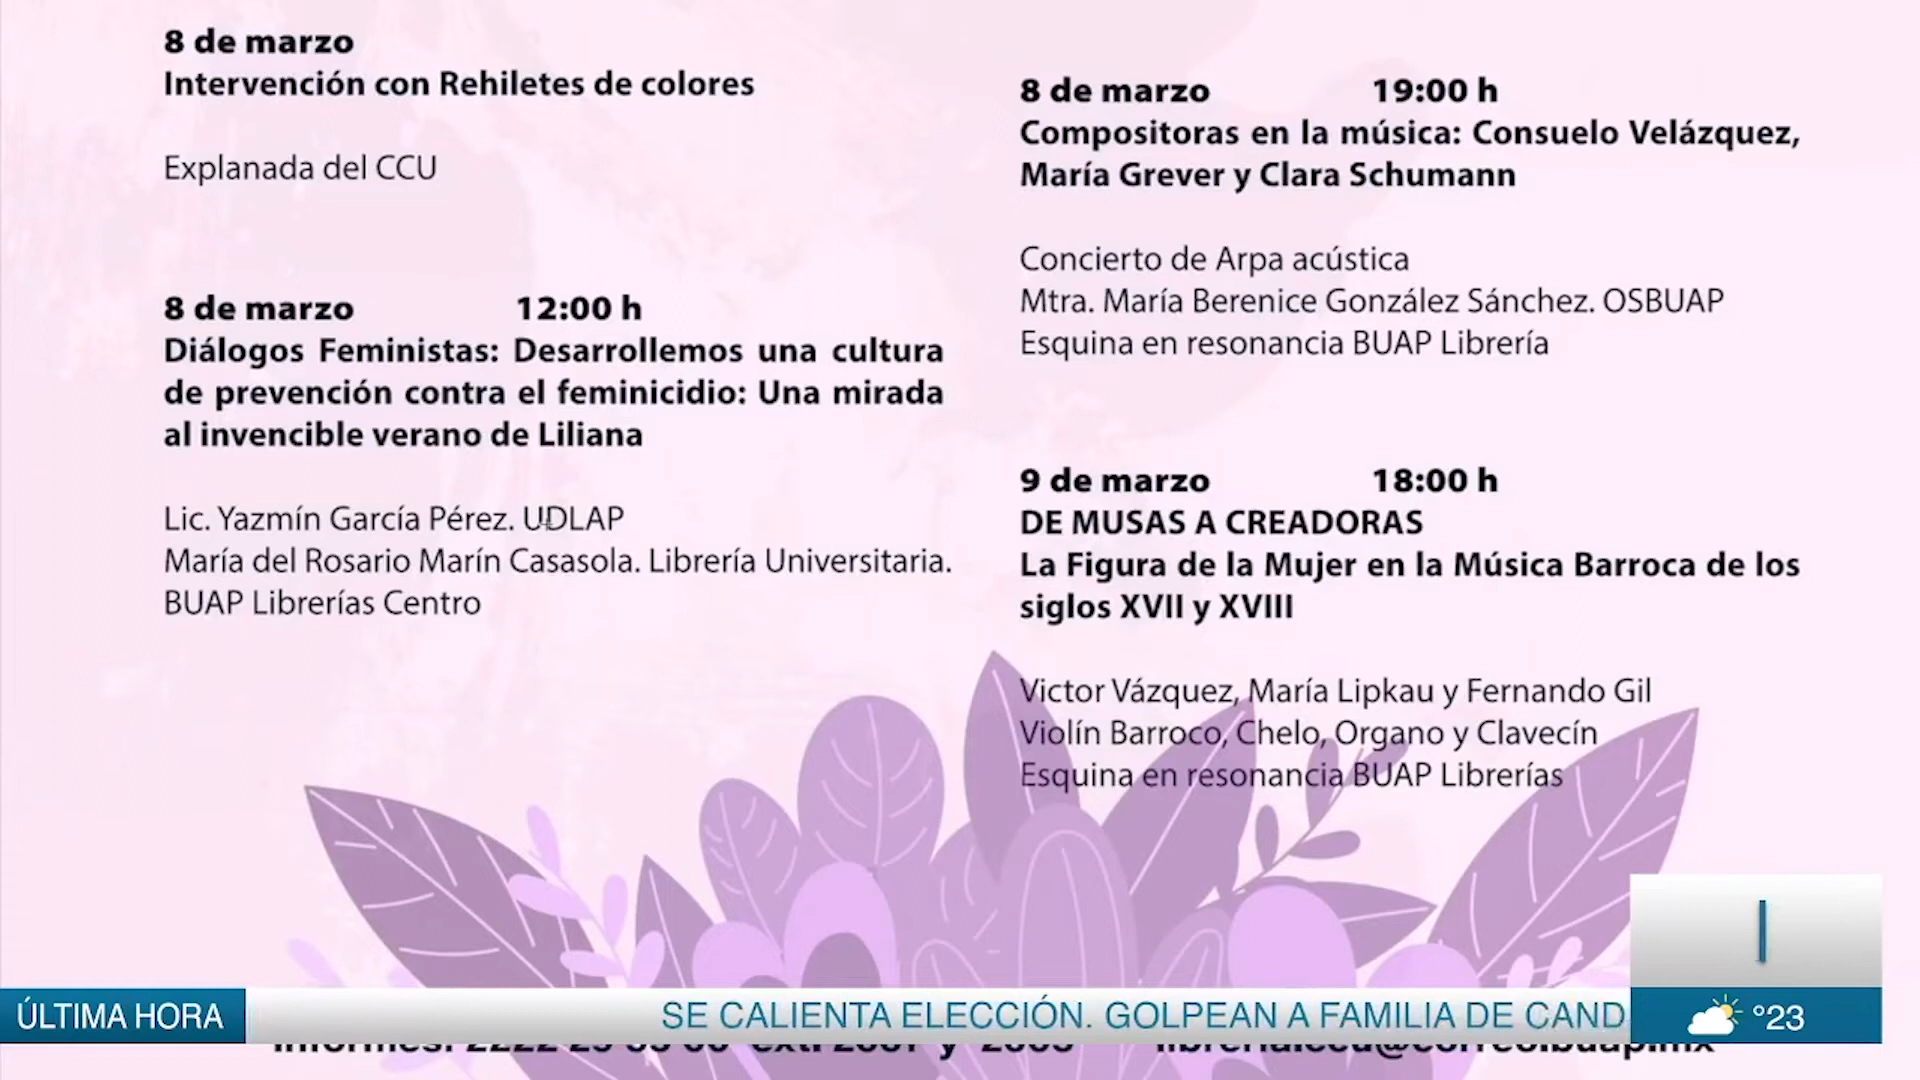 8 de marzo
Intervención con Rehiletes de colores
Explanada del CCU
8 de marzo 12:00 h
Diálogos Feministas: Desarrollemos una cultura
de prevención contra el feminicidio: Una mirada
al invencible verano de Liliana
Lic. Yazmín García Pérez. UDLAP
María del Rosario Marín Casasola. Librería Universitaria.
BUAP Librerías Centro
8 de marzo 19:00 h
Compositoras en la música: Consuelo Velázquez,
María Grever y Clara Schumann
Concierto de Arpa acústica
Mtra. María Berenice González Sánchez. OSBUAP
Esquina en resonancia BUAP Librería
9 de marzo 18:00 h
DE MUSAS A CREADORAS
La Figura de la Mujer en la Música Barroca de los
siglos XVII y XVIII
Victor Vázquez, María Lipkau y Fernando Gil
Violín Barroco, Chelo, Organo y Clavecín
Esquina en resonancia BUAP Librerías
ÚLTIMA HORA
SE CALIENTA ELECCIÓN. GOLPEAN A FAMILIA DE CAND
°23